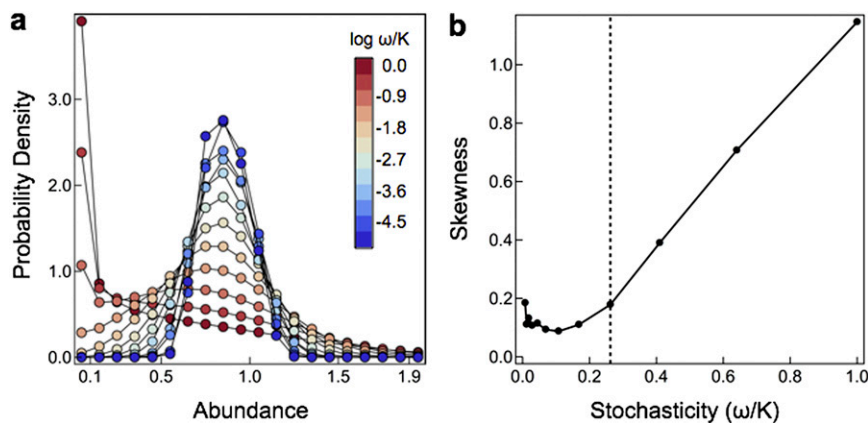 a
log ω/K
0.0
-0.9
-1.8
-2.7
-3.6
-4.5
Probability Density
3.0
2.0
1.0
0.0
0.1 0.5 1.0 1.5 1.9
Abundance
b
Skewness
1.0
0.8
0.6
0.4
0.2
0.0
0.0 0.2 0.4 0.6 0.8 1.0
Stochasticity (ω/K)